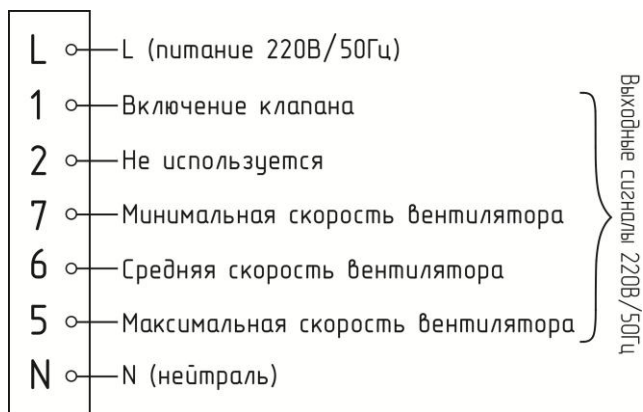 L L (питание 220В/50Гц)
1 Включение клапана
2 Не используется
7 Минимальная скорость вентилятора
6 Средняя скорость вентилятора
5 Максимальная скорость вентилятора
N N (нейтраль)
Выходные сигналы 220В/50Гц